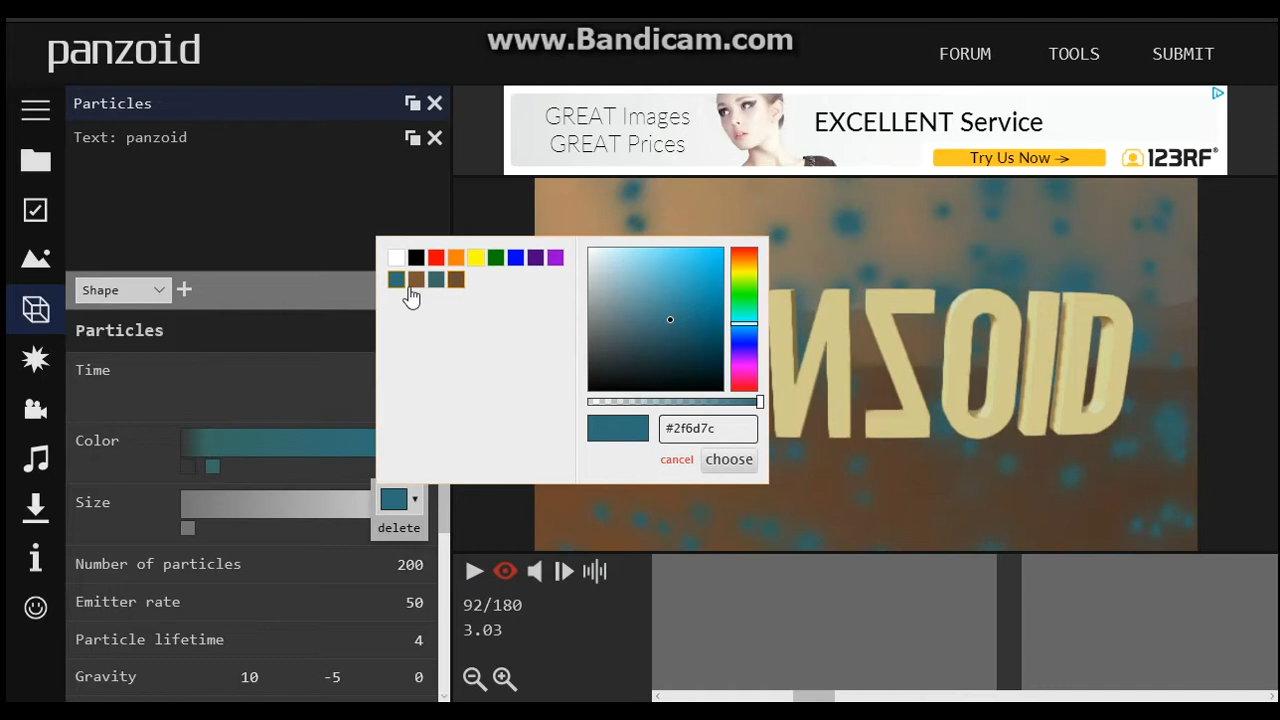 www.Bandicam.com
panzoid
FORUM TOOLS SUBMIT
Particles
Text: panzoid
GREAT Images
GREAT Prices
EXCELLENT Service
Try Us Now →
123RF®
Shape
Particles
Time
Color
Size
#2f6d7c
cancel choose
delete
NZOID
Number of particles 200
Emitter rate 50
Particle lifetime 4
Gravity 10 -5 0
92/180
3.03